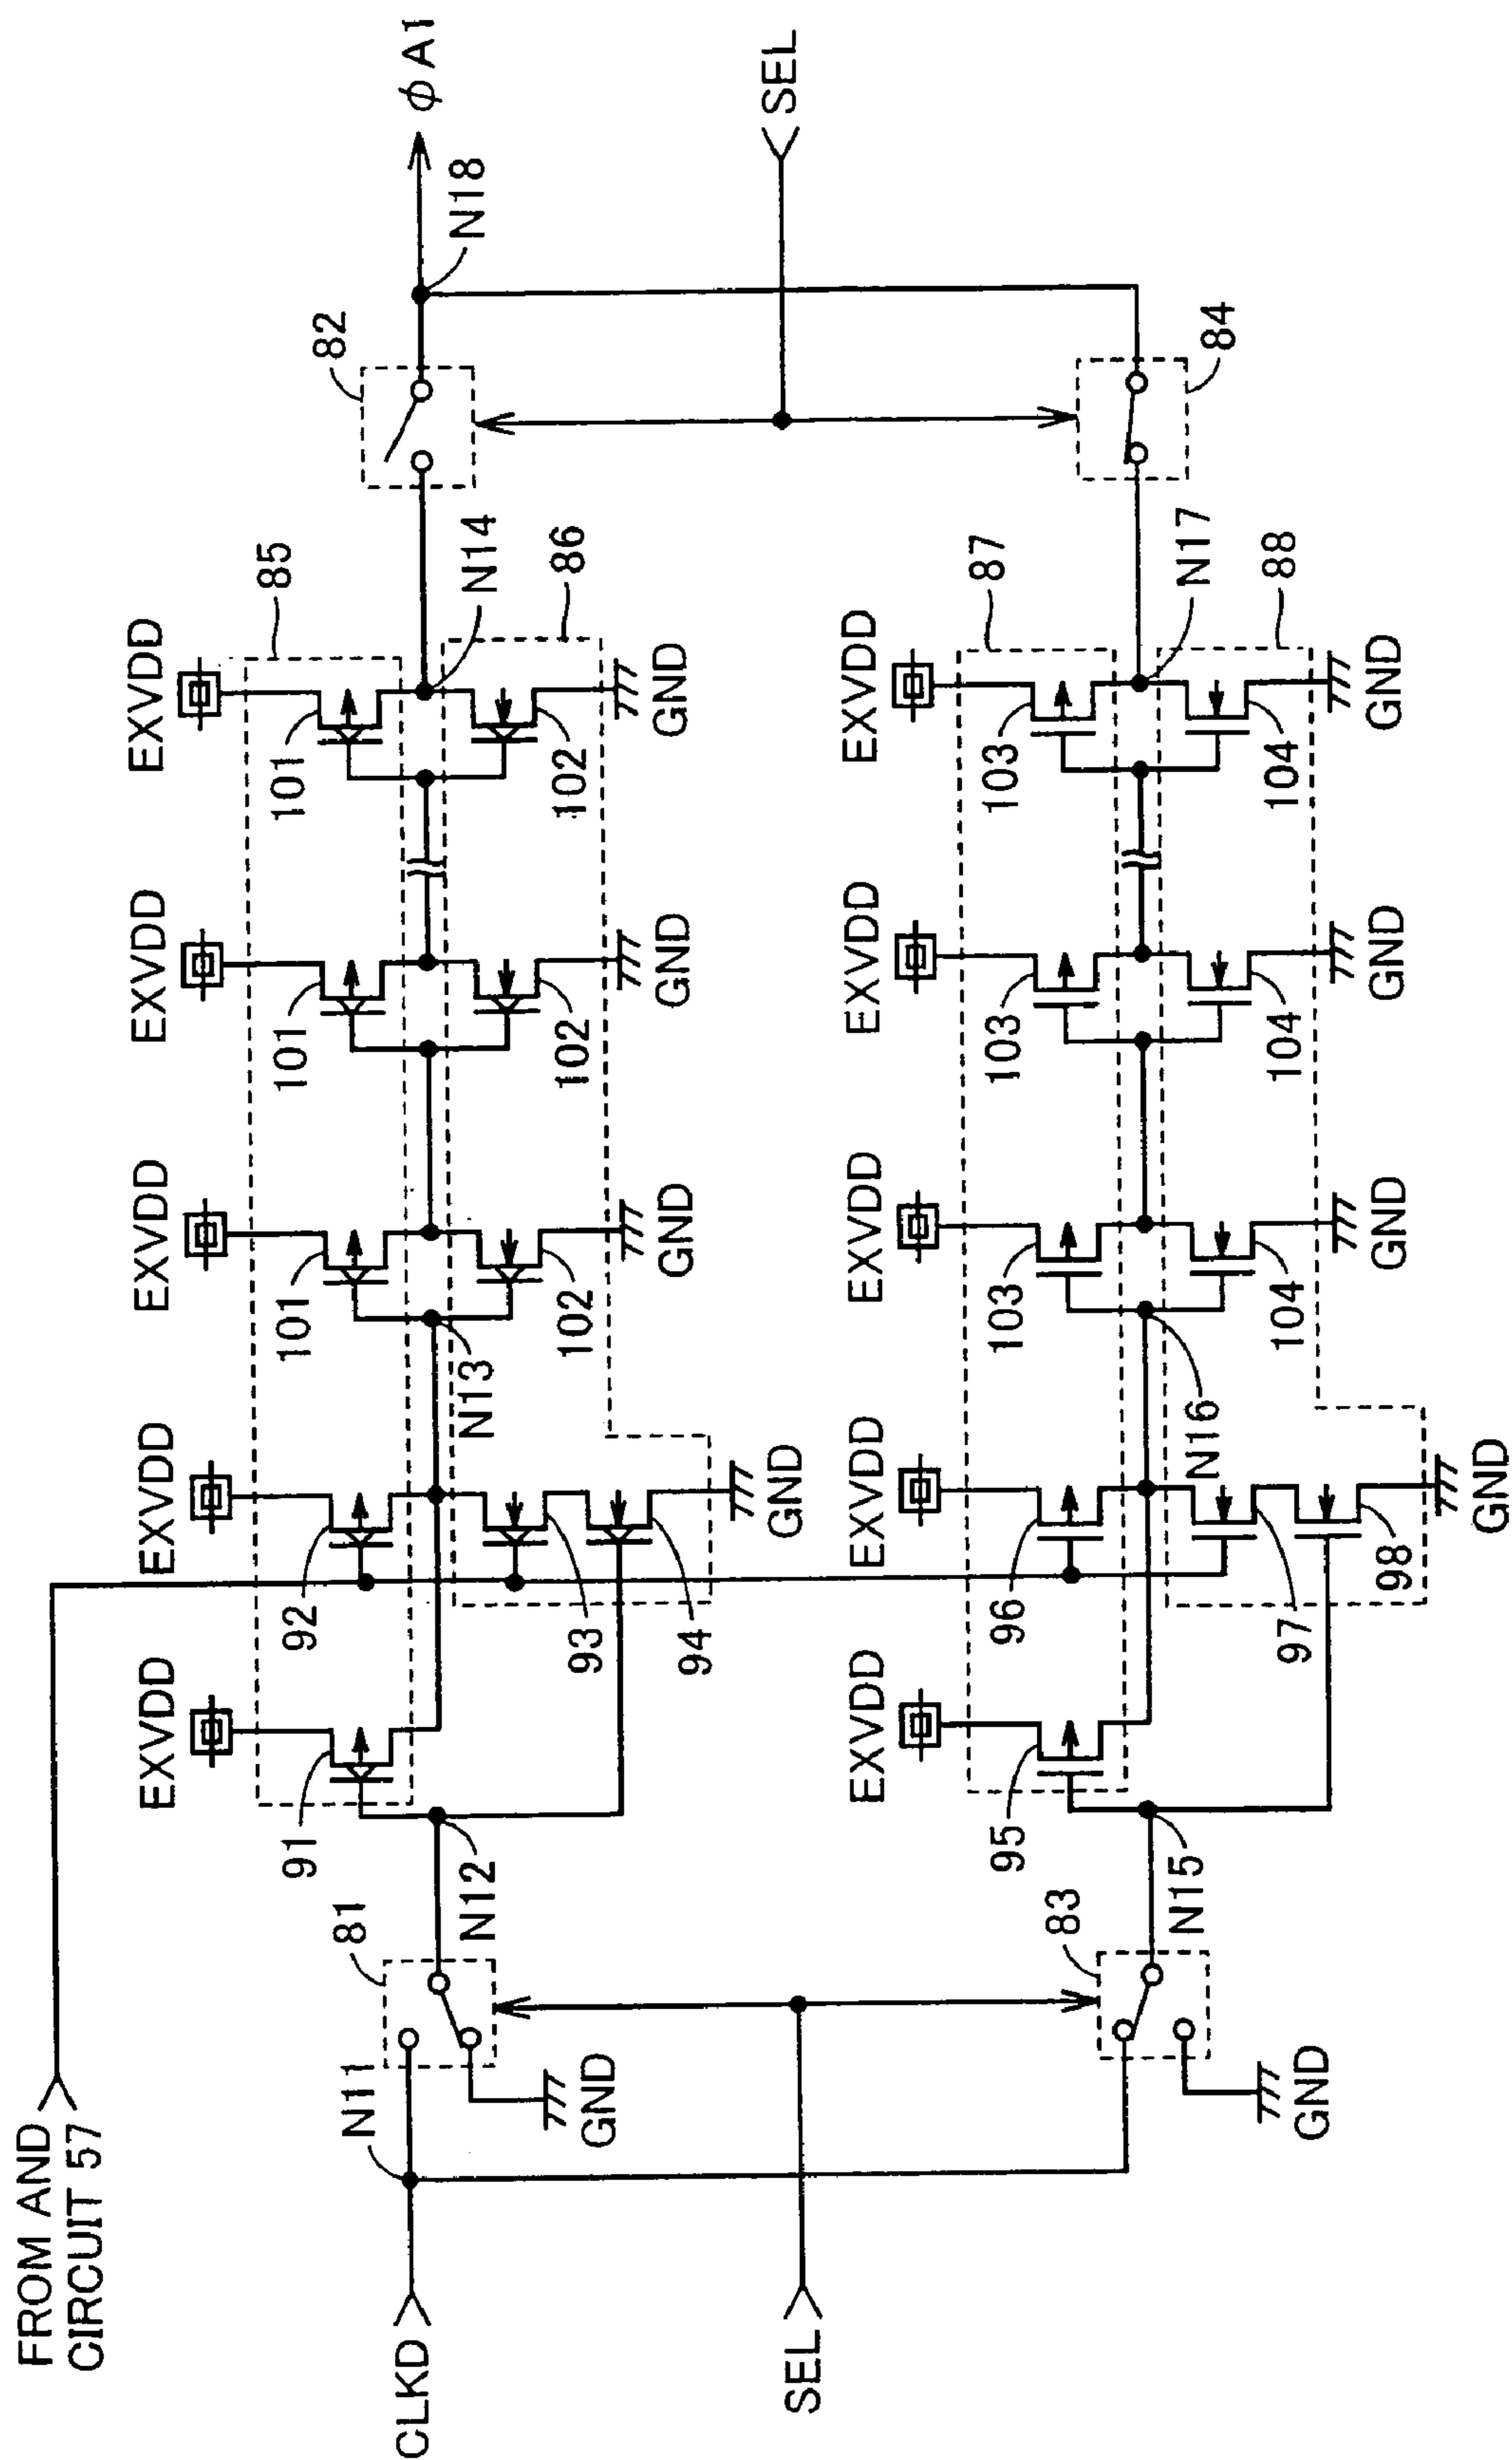 FROM AND
CIRCUIT 57
EXVDD
EXVDD
EXVDD
EXVDD
EXVDD
85
91
92
101
101
101
82
CLKD
N11
81
N12
N13
N14
N18
φA1
GND
93
94
102
102
102
86
GND
GND
GND
GND
SEL
SEL
EXVDD
EXVDD
EXVDD
EXVDD
EXVDD
87
95
96
103
103
103
83
N15
N16
N17
84
GND
97
98
104
104
104
88
GND
GND
GND
GND